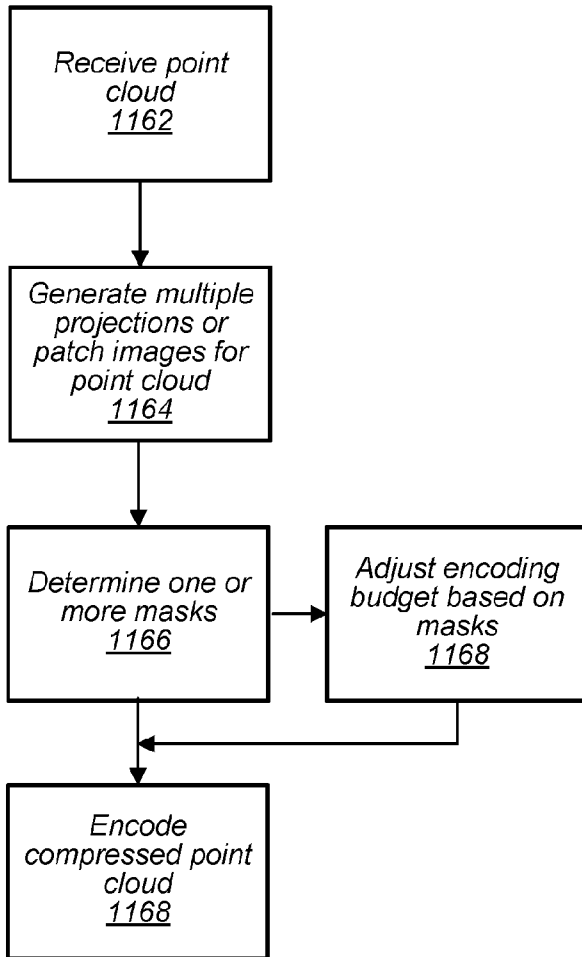 Receive point
cloud
1162
Generate multiple
projections or
patch images for
point cloud
1164
Determine one or
more masks
1166
Adjust encoding
budget based on
masks
1168
Encode
compressed point
cloud
1168